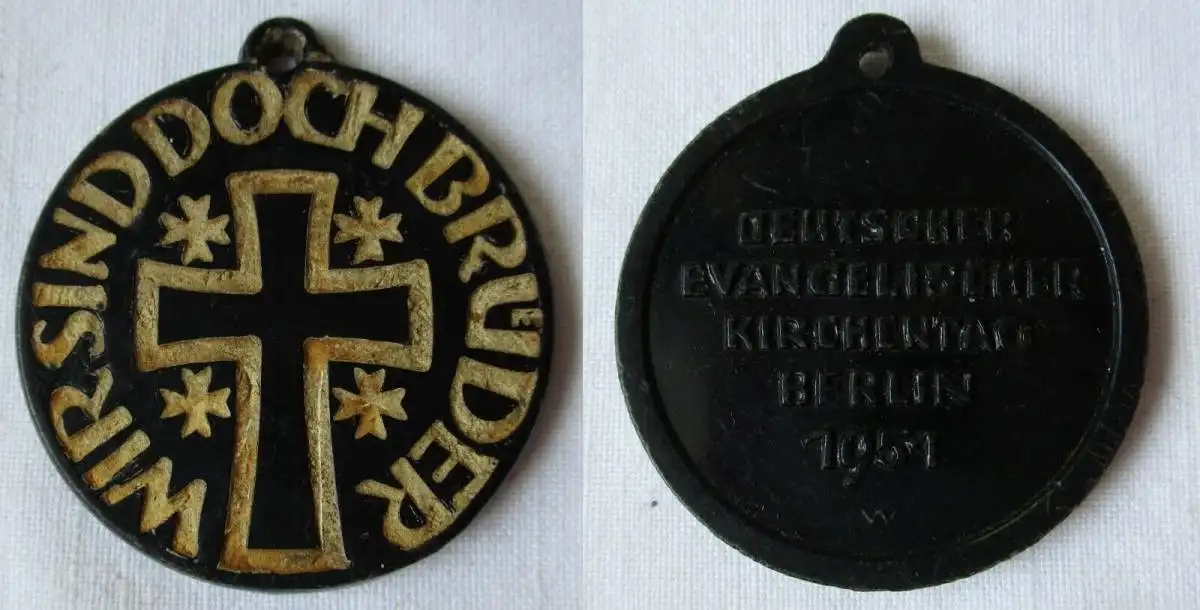 WIR SIND DOCH BRÜDER
DEUTSCHER
EVANGELISCHER
KIRCHENTAG
BERLIN
1951
W